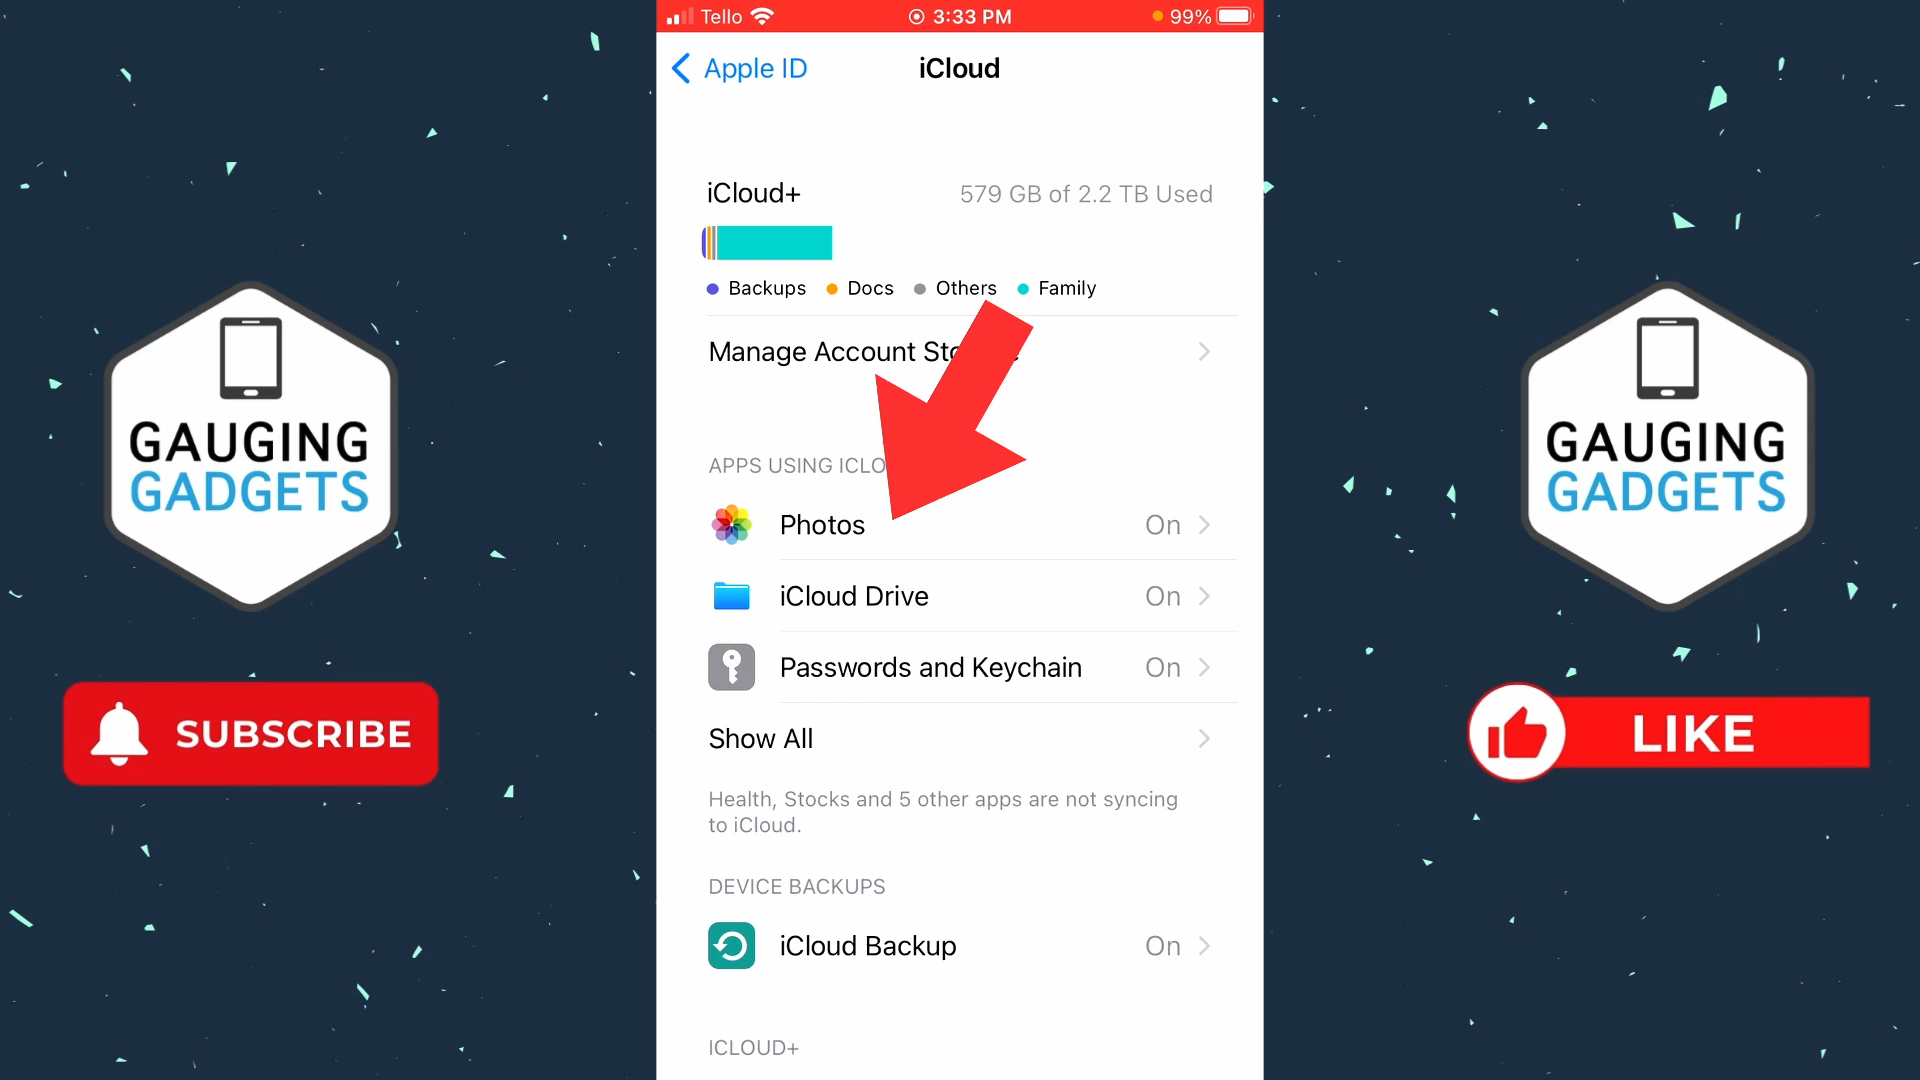 Tello 3:33 PM 99%
Apple ID iCloud
iCloud+ 579 GB of 2.2 TB Used
Backups Docs Others Family
Manage Account
APPS USING
Photos On
iCloud Drive On
Passwords and Keychain On
Show All
Health, Stocks and 5 other apps are not syncing
to iCloud.
DEVICE BACKUPS
iCloud Backup On
ICLOUD+
GAUGING
GADGETS
SUBSCRIBE
GAUGING
GADGETS
LIKE